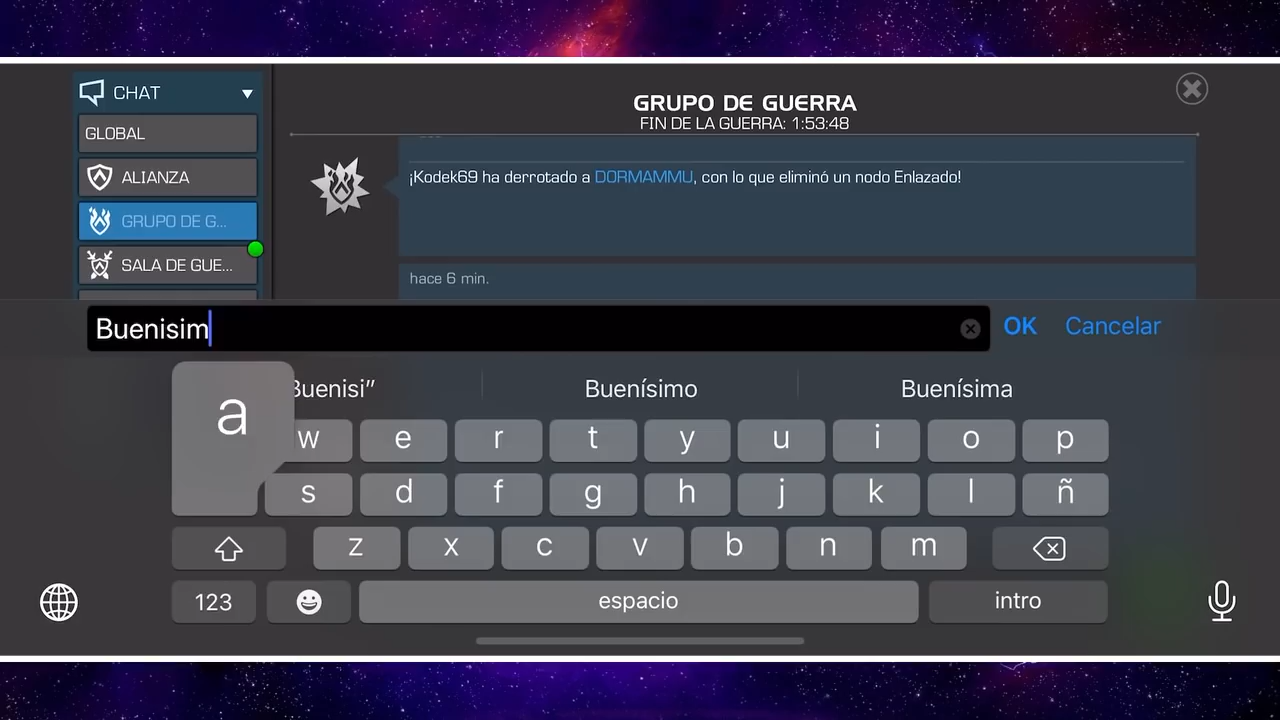 CHAT
GLOBAL
ALIANZA
GRUPO DE G...
SALA DE GUE...
GRUPO DE GUERRA
FIN DE LA GUERRA: 1:53:48
¡Kodek69 ha derrotado a DORMAMMU, con lo que eliminó un nodo Enlazado!
hace 6 min.
Buenisim
OK
Cancelar
Buenisi”
Buenísimo
Buenísima
a
w e r t y u i o p
s d f g h j k l ñ
z x c v b n m
123
espacio
intro